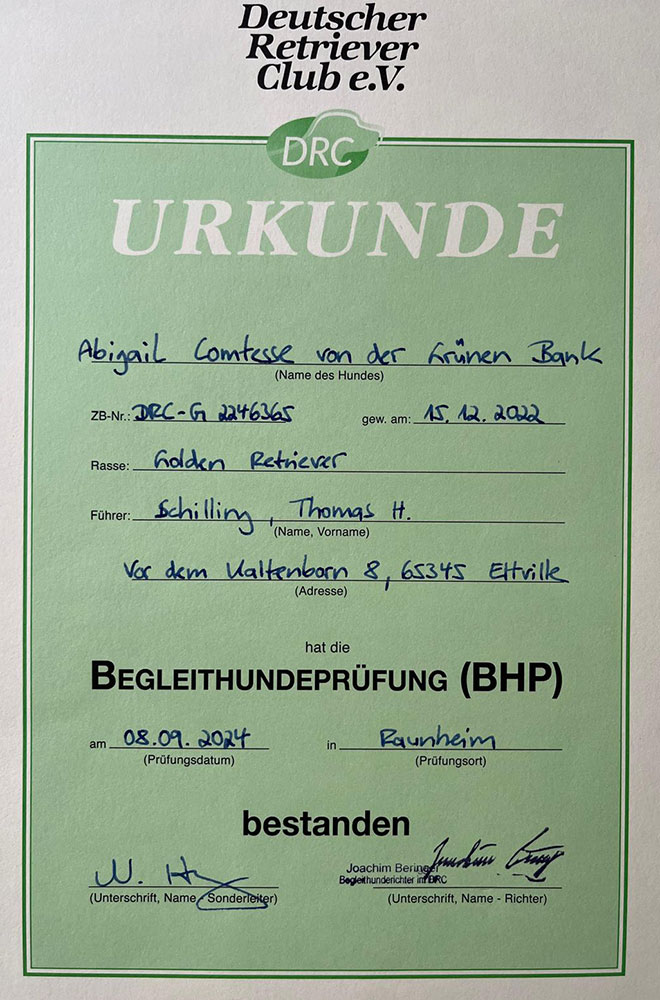 Deutscher
Retriever
Club e.V.
DRC
URKUNDE
Abigail Comtesse von der Grünen Bank
(Name des Hundes)
ZB-Nr.: DRC-G 2246365 gew. am: 15.12.2022
Rasse: Golden Retriever
Führer: Schilling, Thomas H.
(Name, Vorname)
Vor dem Kaltenborn 8, 65345 Eltville
(Adresse)
hat die
BEGLEITHUNDEPRÜFUNG (BHP)
am 08.09.2024 in Raunheim
(Prüfungsdatum) (Prüfungsort)
bestanden
Joachim Beringer
Begleithunderichter im DRC
(Unterschrift, Name - Sonderleiter) (Unterschrift, Name - Richter)